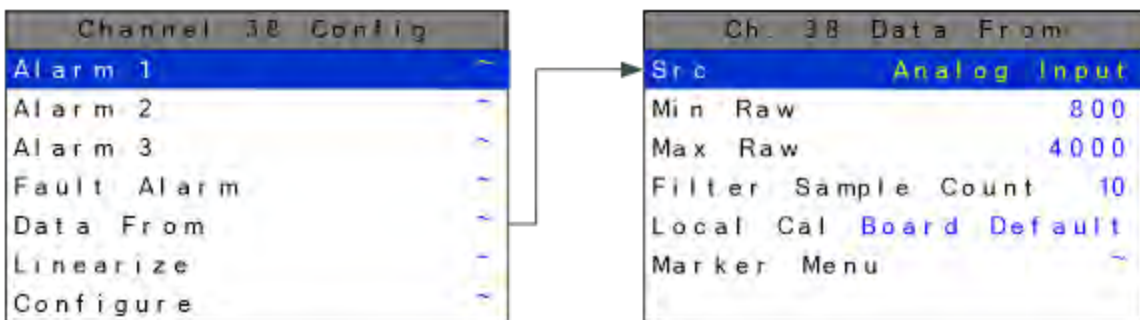 Channel 38 Config
Alarm 1 ~
Alarm 2 ~
Alarm 3 ~
Fault Alarm ~
Data From ~
Linearize ~
Configure ~
Ch. 38 Data From
Src Analog Input
Min Raw 800
Max Raw 4000
Filter Sample Count 10
Local Cal Board Default
Marker Menu ~